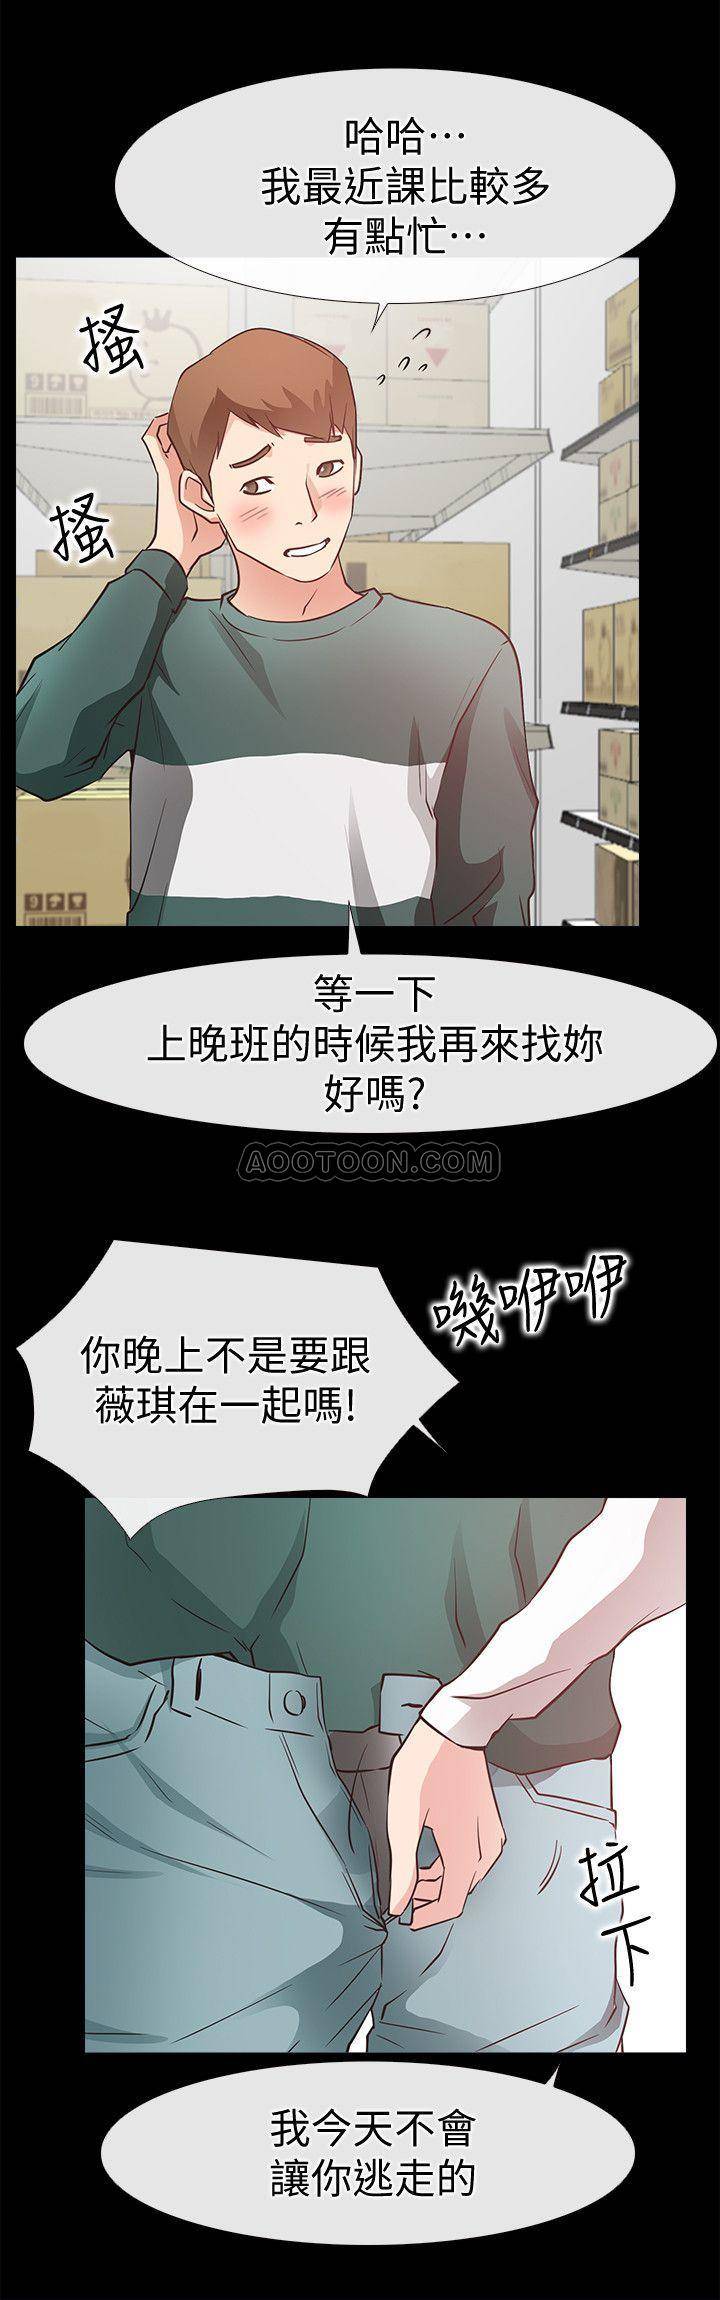 哈哈…
我最近課比較多
有點忙…
搔
搔
等一下
上晚班的時候我再來找妳
好嗎?
AOOTOON.COM
嘰咿咿
你晚上不是要跟
薇琪在一起嗎!
拉下
我今天不會
讓你逃走的